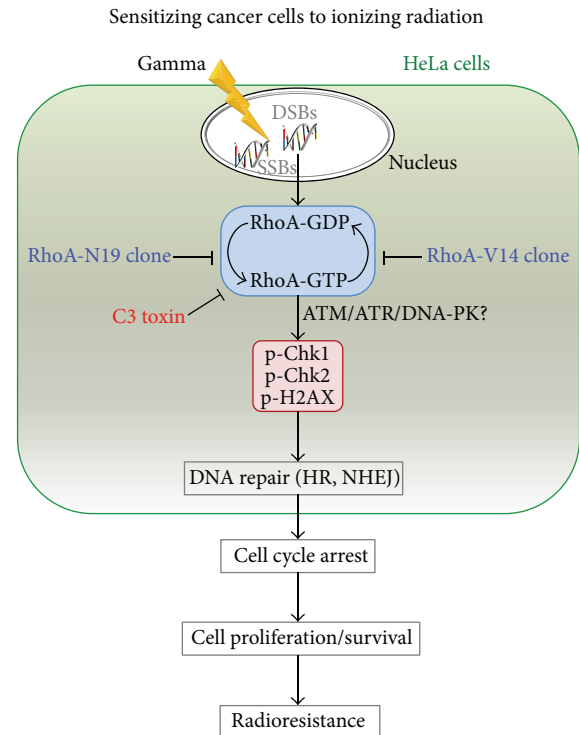 Sensitizing cancer cells to ionizing radiation
Gamma
HeLa cells
DSBs
SSBs
Nucleus
RhoA-GDP
RhoA-N19 clone
RhoA-V14 clone
RhoA-GTP
C3 toxin
ATM/ATR/DNA-PK?
p-Chk1
p-Chk2
p-H2AX
DNA repair (HR, NHEJ)
Cell cycle arrest
Cell proliferation/survival
Radioresistance